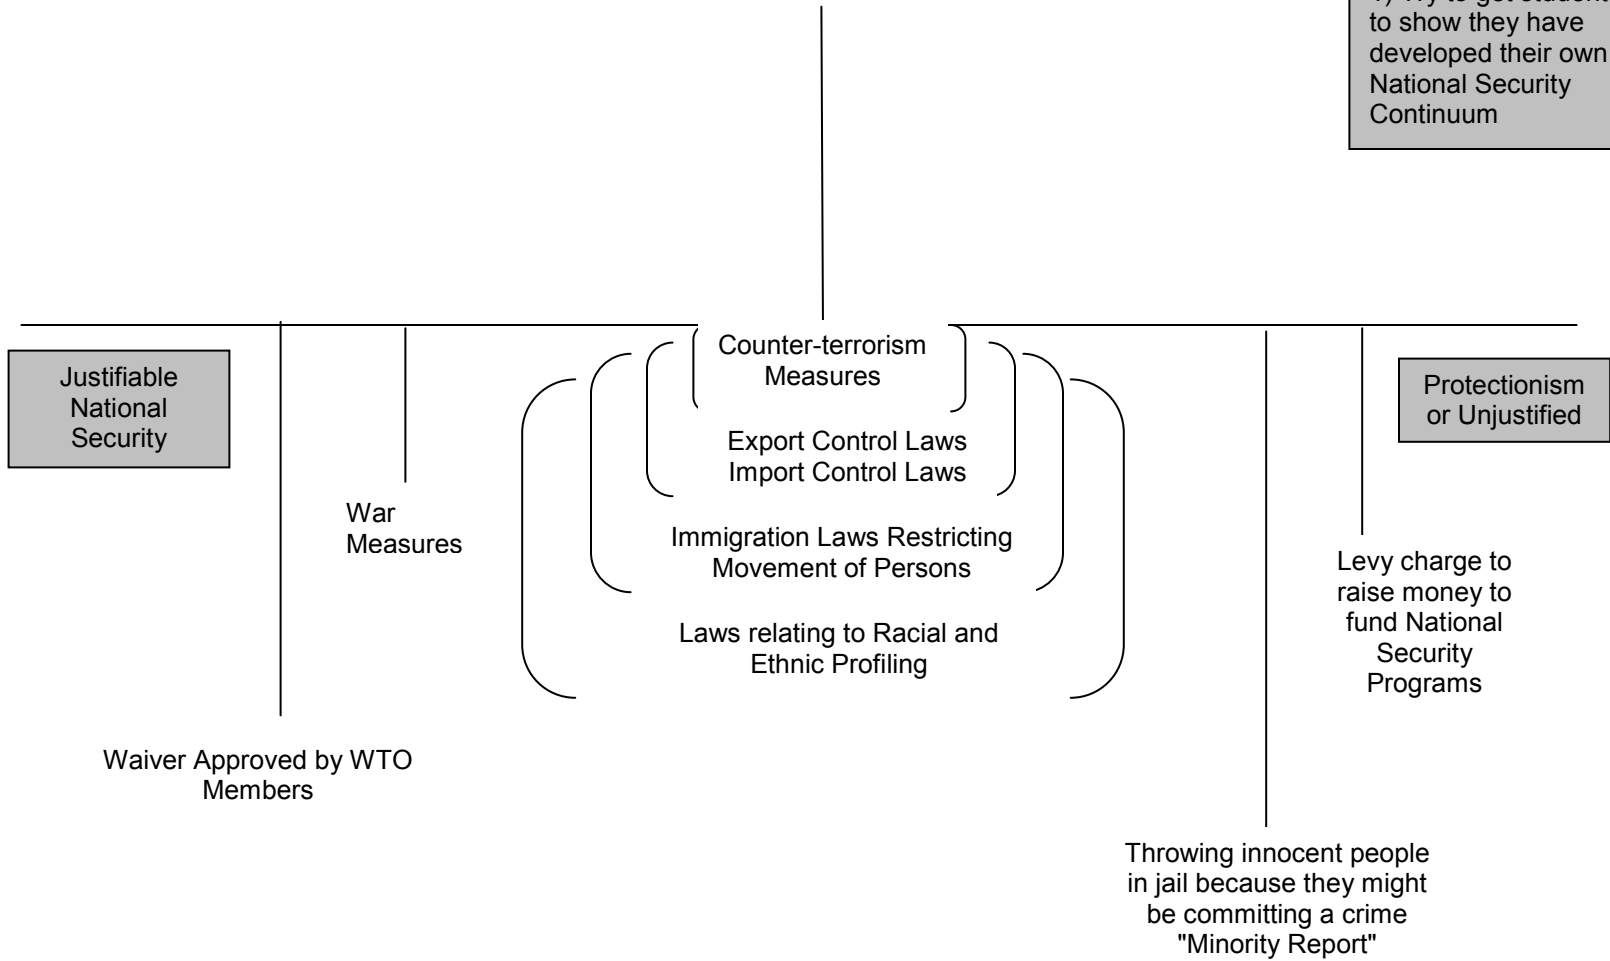 to show they have
developed their own
National Security
Continuum
Justifiable
National
Security
Waiver Approved by WTO
Members
War
Measures
Counter-terrorism
Measures
Export Control Laws
Import Control Laws
Immigration Laws Restricting
Movement of Persons
Laws relating to Racial and
Ethnic Profiling
Throwing innocent people
in jail because they might
be committing a crime
"Minority Report"
Levy charge to
raise money to
fund National
Security
Programs
Protectionism
or Unjustified